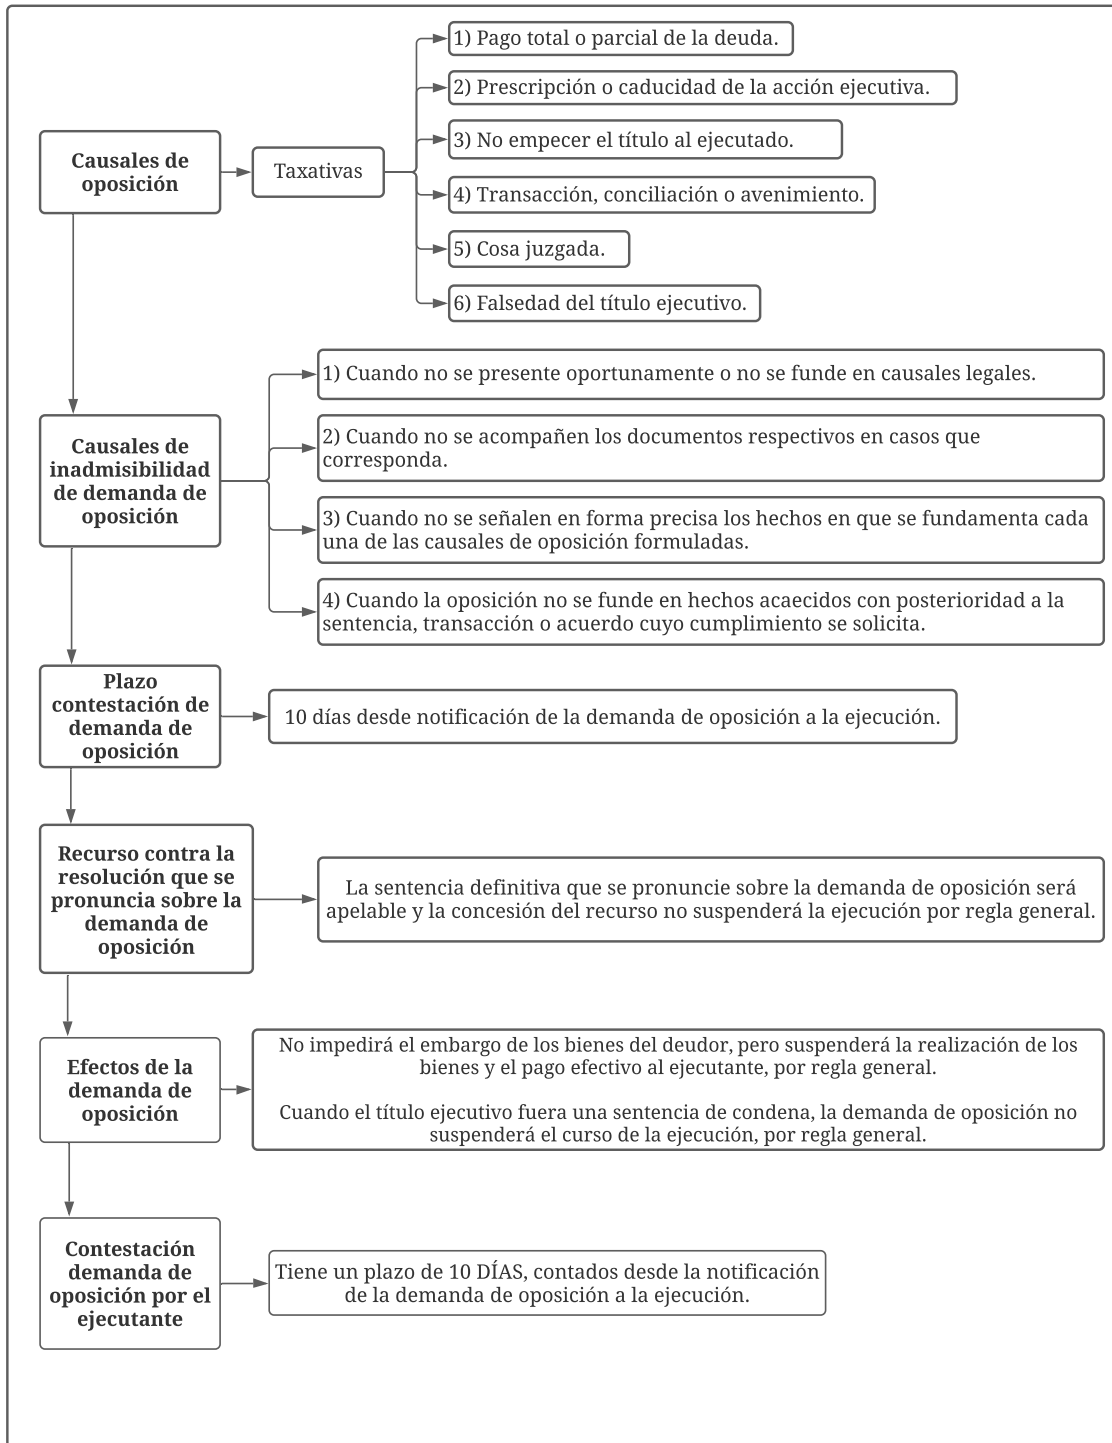 Causales de
oposición
Taxativas
1) Pago total o parcial de la deuda.
2) Prescripción o caducidad de la acción ejecutiva.
3) No empecer el título al ejecutado.
4) Transacción, conciliación o avenimiento.
5) Cosa juzgada.
6) Falsedad del título ejecutivo.
Causales de
inadmisibilidad
de demanda de
oposición
1) Cuando no se presente oportunamente o no se funde en causales legales.
2) Cuando no se acompañen los documentos respectivos en casos que
corresponda.
3) Cuando no se señalen en forma precisa los hechos en que se fundamenta cada
una de las causales de oposición formuladas.
4) Cuando la oposición no se funde en hechos acaecidos con posterioridad a la
sentencia, transacción o acuerdo cuyo cumplimiento se solicita.
Plazo
contestación de
demanda de
oposición
10 días desde notificación de la demanda de oposición a la ejecución.
Recurso contra la
resolución que se
pronuncia sobre la
demanda de
oposición
La sentencia definitiva que se pronuncie sobre la demanda de oposición será
apelable y la concesión del recurso no suspenderá la ejecución por regla general.
Efectos de la
demanda de
oposición
No impedirá el embargo de los bienes del deudor, pero suspenderá la realización de los
bienes y el pago efectivo al ejecutante, por regla general.
Cuando el título ejecutivo fuera una sentencia de condena, la demanda de oposición no
suspenderá el curso de la ejecución, por regla general.
Contestación
demanda de
oposición por el
ejecutante
Tiene un plazo de 10 DÍAS, contados desde la notificación
de la demanda de oposición a la ejecución.